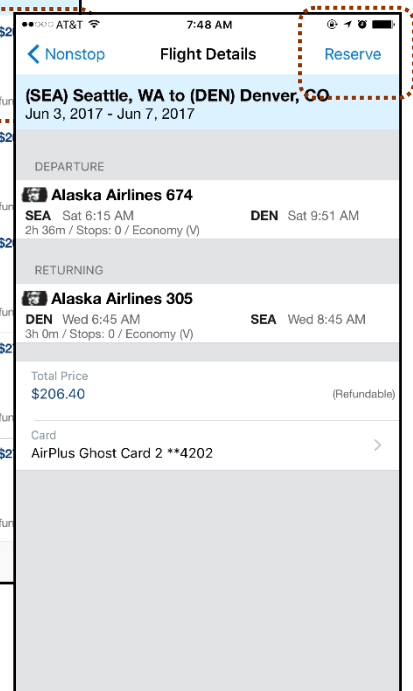 AT&T 7:48 AM
Nonstop Flight Details Reserve
(SEA) Seattle, WA to (DEN) Denver, CO
Jun 3, 2017 - Jun 7, 2017
DEPARTURE
Alaska Airlines 674
SEA Sat 6:15 AM DEN Sat 9:51 AM
2h 36m / Stops: 0 / Economy (V)
RETURNING
Alaska Airlines 305
DEN Wed 6:45 AM SEA Wed 8:45 AM
3h 0m / Stops: 0 / Economy (V)
Total Price
$206.40 (Refundable)
Card
AirPlus Ghost Card 2 **4202